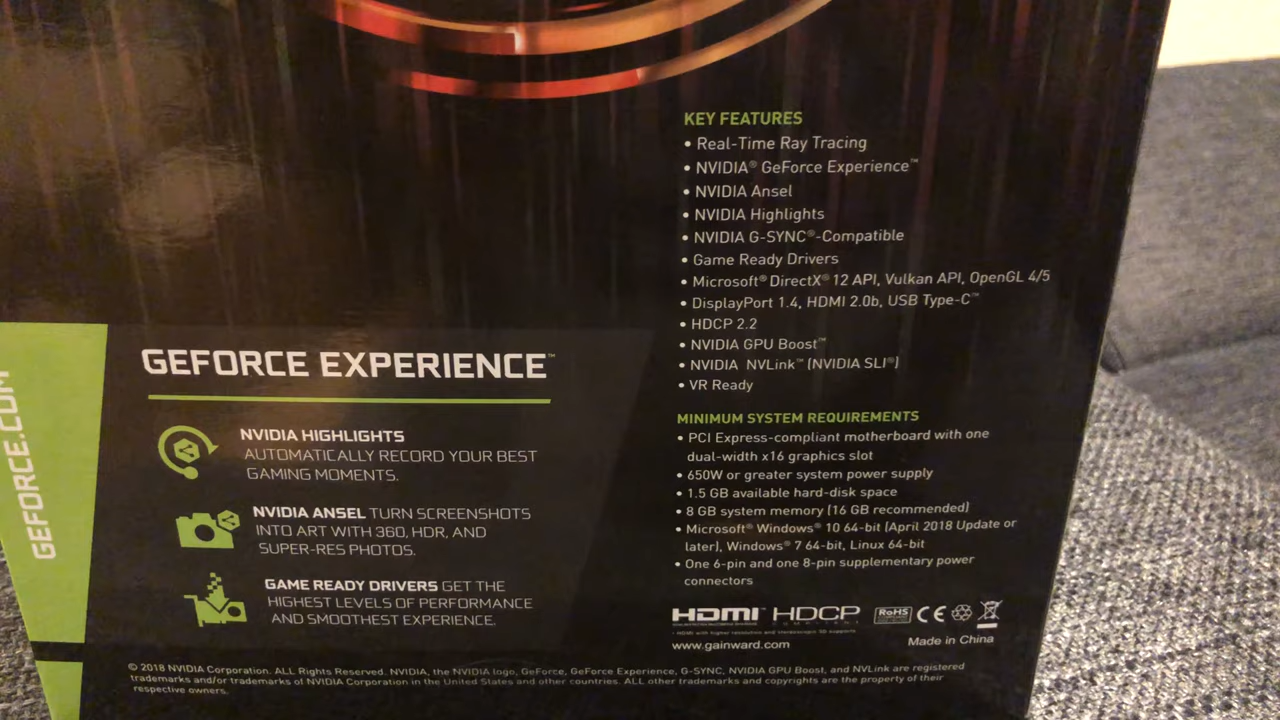 KEY FEATURES
• Real-Time Ray Tracing
• NVIDIA® GeForce Experience™
• NVIDIA Ansel
• NVIDIA Highlights
• NVIDIA G-SYNC®-Compatible
• Game Ready Drivers
• Microsoft® DirectX® 12 API, Vulkan API, OpenGL 4/5
• DisplayPort 1.4, HDMI 2.0b, USB Type-C™
• HDCP 2.2
• NVIDIA GPU Boost™
• NVIDIA NVLink™ (NVIDIA SLI®)
• VR Ready
MINIMUM SYSTEM REQUIREMENTS
• PCI Express-compliant motherboard with one
dual-width x16 graphics slot
• 650W or greater system power supply
• 1.5 GB available hard-disk space
• 8 GB system memory (16 GB recommended)
• Microsoft® Windows® 10 64-bit (April 2018 Update or
later), Windows® 7 64-bit, Linux 64-bit
• One 6-pin and one 8-pin supplementary power
connectors
GEFORCE.COM
GEFORCE EXPERIENCE™
NVIDIA HIGHLIGHTS
AUTOMATICALLY RECORD YOUR BEST
GAMING MOMENTS.
NVIDIA ANSEL TURN SCREENSHOTS
INTO ART WITH 360, HDR, AND
SUPER-RES PHOTOS.
GAME READY DRIVERS GET THE
HIGHEST LEVELS OF PERFORMANCE
AND SMOOTHEST EXPERIENCE.
HDMI™ HDCP RoHS CE
www.gainward.com
Made in China
© 2018 NVIDIA Corporation. ALL Rights Reserved. NVIDIA, the NVIDIA logo, GeForce, GeForce Experience, G-SYNC, NVIDIA GPU Boost, and NVLink are registered
trademarks and/or trademarks of NVIDIA Corporation in the United States and other countries. ALL other trademarks and copyrights are the property of their
respective owners.